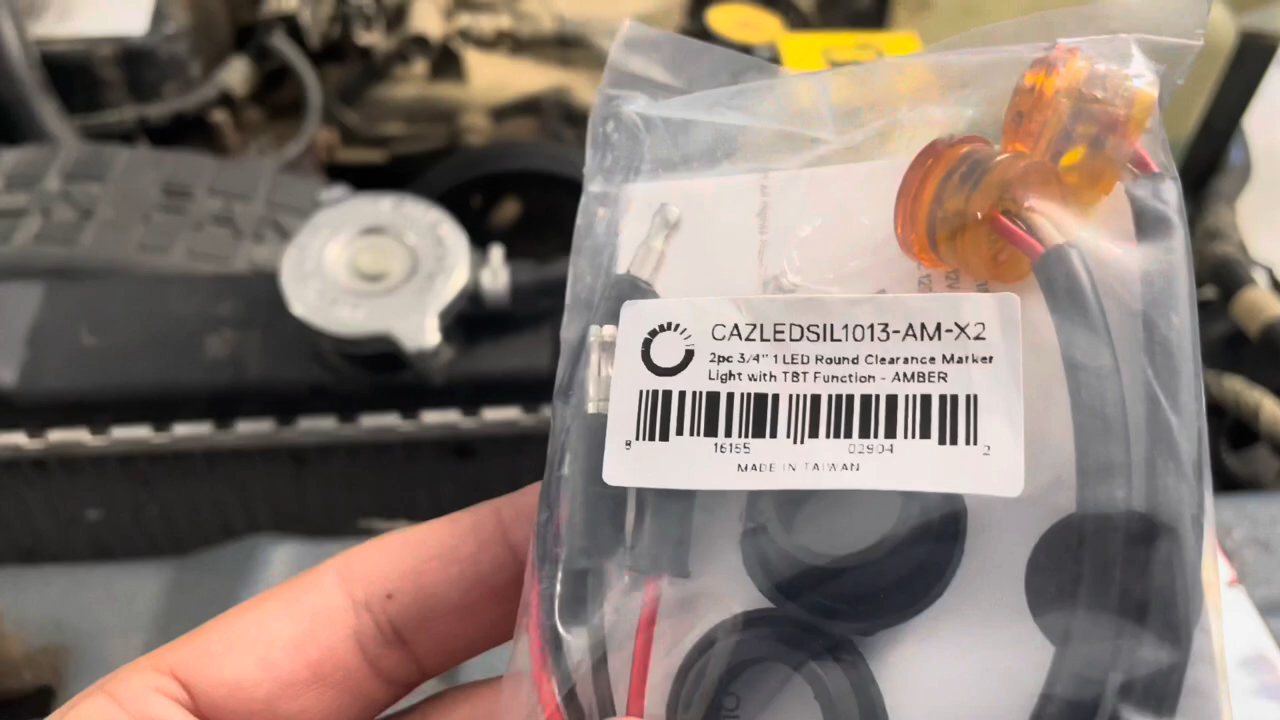 CAZLEDSIL1013-AM-X2
2pc 3/4" 1 LED Round Clearance Marker
Light with TBT Function - AMBER
8 16155 02904 2
MADE IN TAIWAN